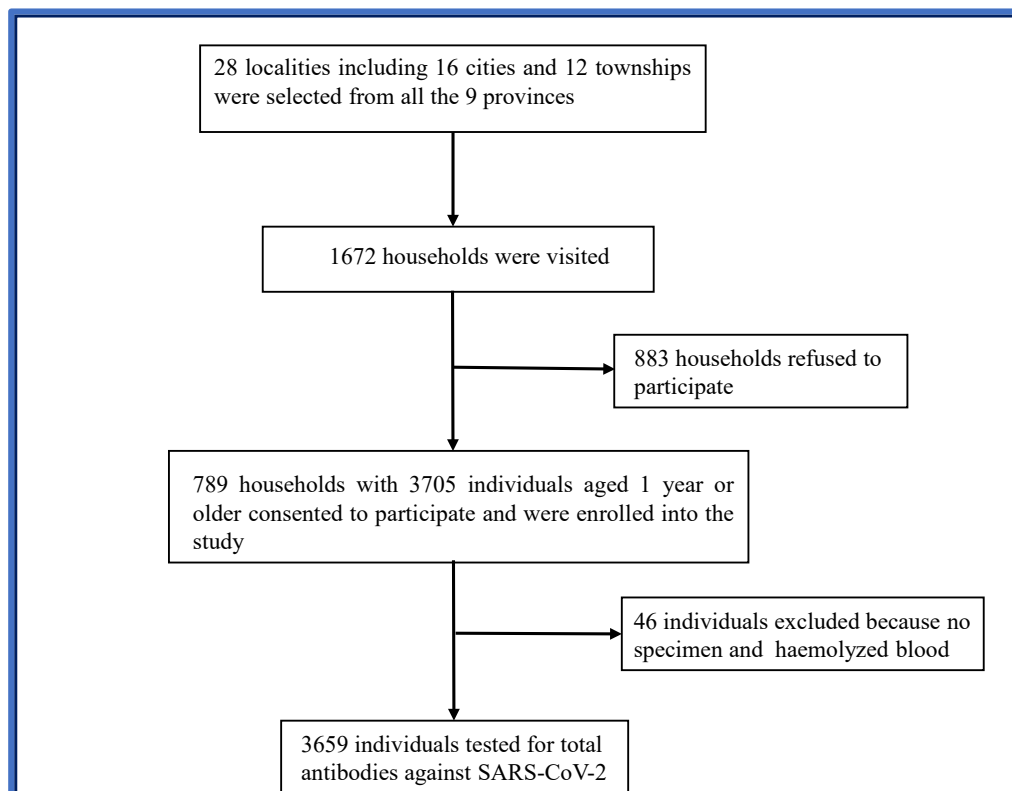 28 localities including 16 cities and 12 townships
were selected from all the 9 provinces
1672 households were visited
883 households refused to
participate
789 households with 3705 individuals aged 1 year or
older consented to participate and were enrolled into the
study
46 individuals excluded because no
specimen and haemolyzed blood
3659 individuals tested for total
antibodies against SARS-CoV-2